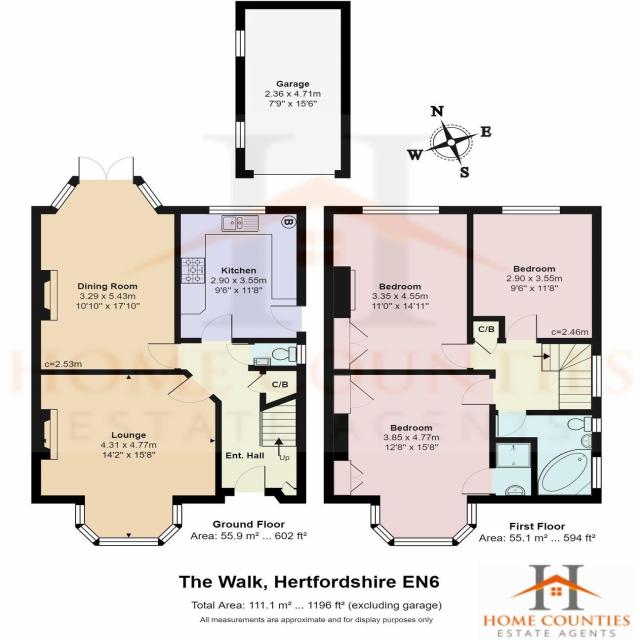 Garage
2.36 x 4.71m
7'9" x 15'6"
N
E
W
S
B
Dining Room
3.29 x 5.43m
10'10" x 17'10"
c=2.53m
Kitchen
2.90 x 3.55m
9'6" x 11'8"
Bedroom
3.35 x 4.55m
11'0" x 14'11"
Bedroom
2.90 x 3.55m
9'6" x 11'8"
c=2.46m
C/B
C/B
HOME COUNTIES
ESTATE AGENTS
Lounge
4.31 x 4.77m
14'2" x 15'8"
Ent. Hall
Up
Bedroom
3.85 x 4.77m
12'8" x 15'8"
Ground Floor
Area: 55.9 m² ... 602 ft²
First Floor
Area: 55.1 m² ... 594 ft²
The Walk, Hertfordshire EN6
Total Area: 111.1 m² ... 1196 ft² (excluding garage)
All measurements are approximate and for display purposes only
HOME COUNTIES
ESTATE AGENTS